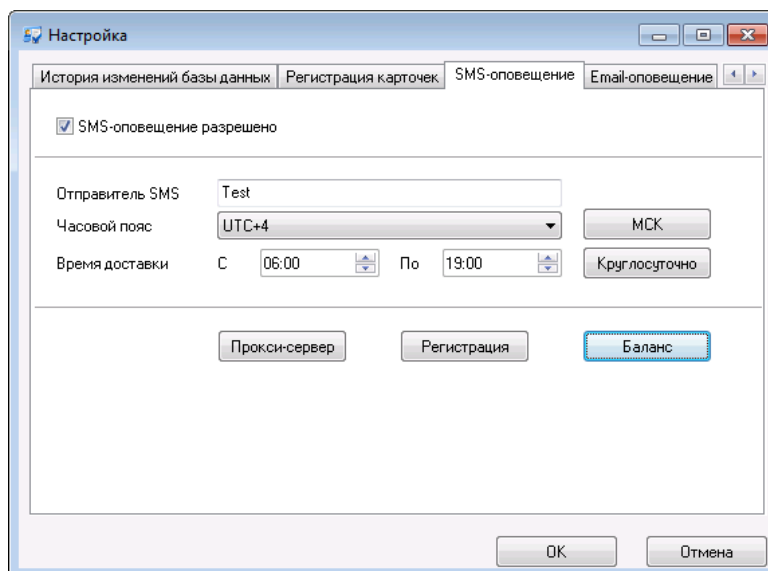 Настройка
История изменений базы данных Регистрация карточек SMS-оповещение Email-оповещение
SMS-оповещение разрешено
Отправитель SMS Test
Часовой пояс UTC+4 МСК
Время доставки С 06:00 По 19:00 Круглосуточно
Прокси-сервер Регистрация Баланс
OK Отмена